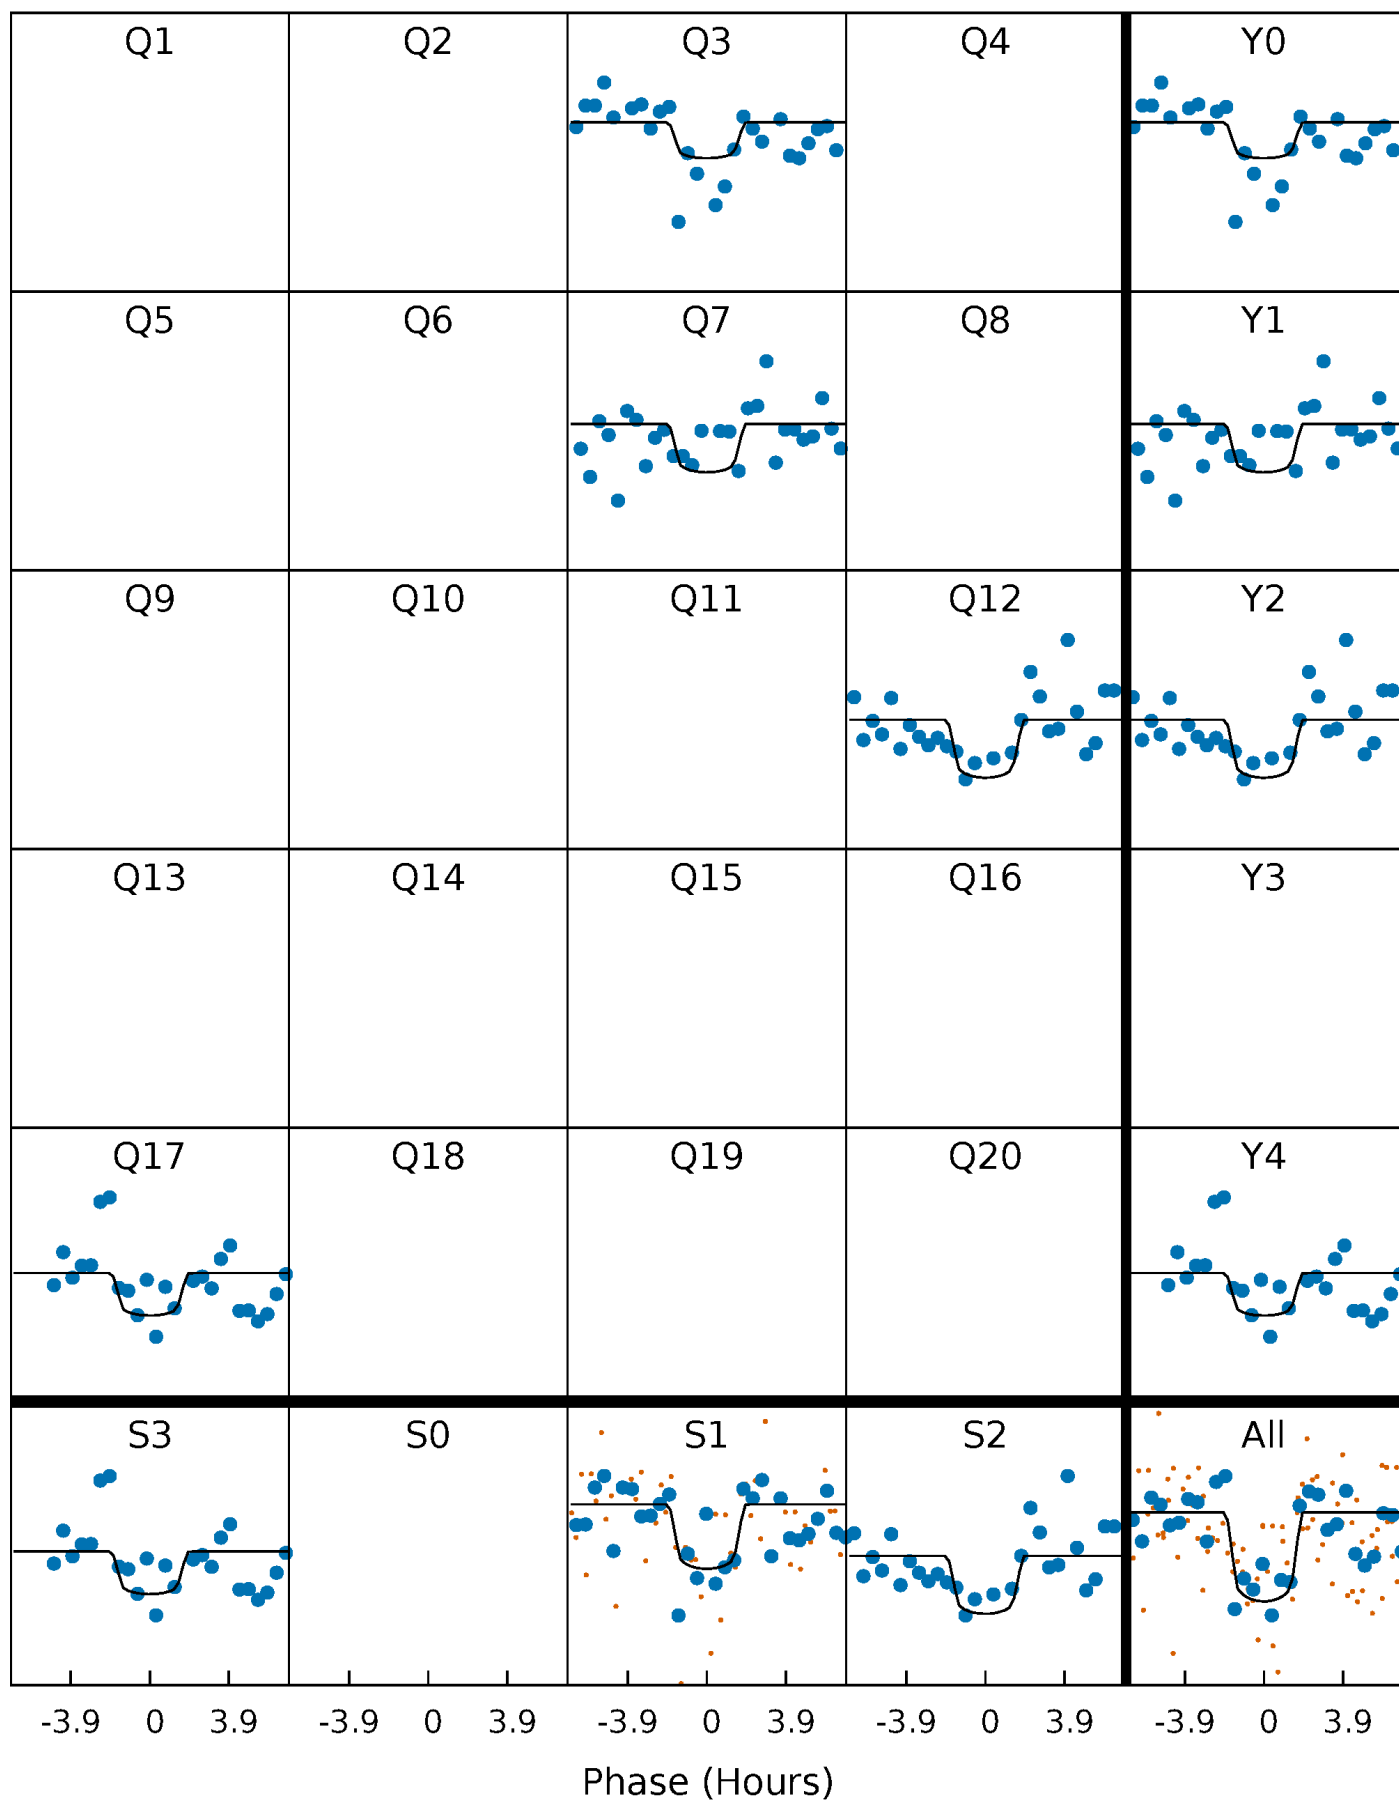 Q1 Q2 Q3 Q4 Y0
Q5 Q6 Q7 Q8 Y1
Q9 Q10 Q11 Q12 Y2
Q13 Q14 Q15 Q16 Y3
Q17 Q18 Q19 Q20 Y4
S3 S0 S1 S2 All
-3.9 0 3.9 -3.9 0 3.9 -3.9 0 3.9 -3.9 0 3.9 -3.9 0 3.9
Phase (Hours)